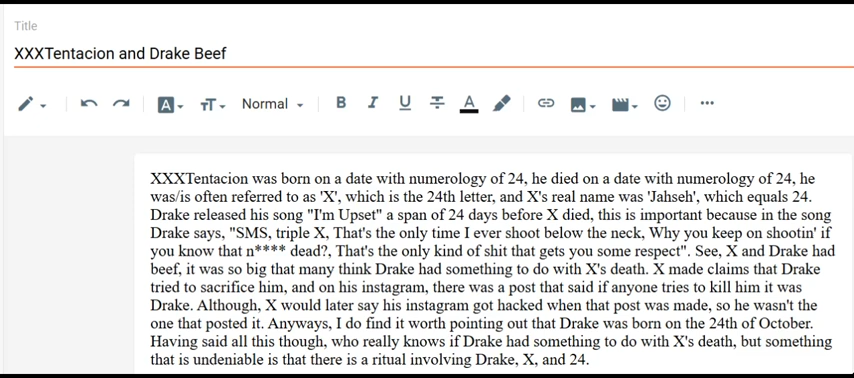 Title
XXXTentacion and Drake Beef
A
TT
Normal
B
I
U
T
A
XXXTentacion was born on a date with numerology of 24, he died on a date with numerology of 24, he
was/is often referred to as 'X', which is the 24th letter, and X's real name was 'Jahseh', which equals 24.
Drake released his song "I'm Upset" a span of 24 days before X died, this is important because in the song
Drake says, "SMS, triple X, That's the only time I ever shoot below the neck, Why you keep on shootin' if
you know that n**** dead?, That's the only kind of shit that gets you some respect". See, X and Drake had
beef, it was so big that many think Drake had something to do with X's death. X made claims that Drake
tried to sacrifice him, and on his instagram, there was a post that said if anyone tries to kill him it was
Drake. Although, X would later say his instagram got hacked when that post was made, so he wasn't the
one that posted it. Anyways, I do find it worth pointing out that Drake was born on the 24th of October.
Having said all this though, who really knows if Drake had something to do with X's death, but something
that is undeniable is that there is a ritual involving Drake, X, and 24.